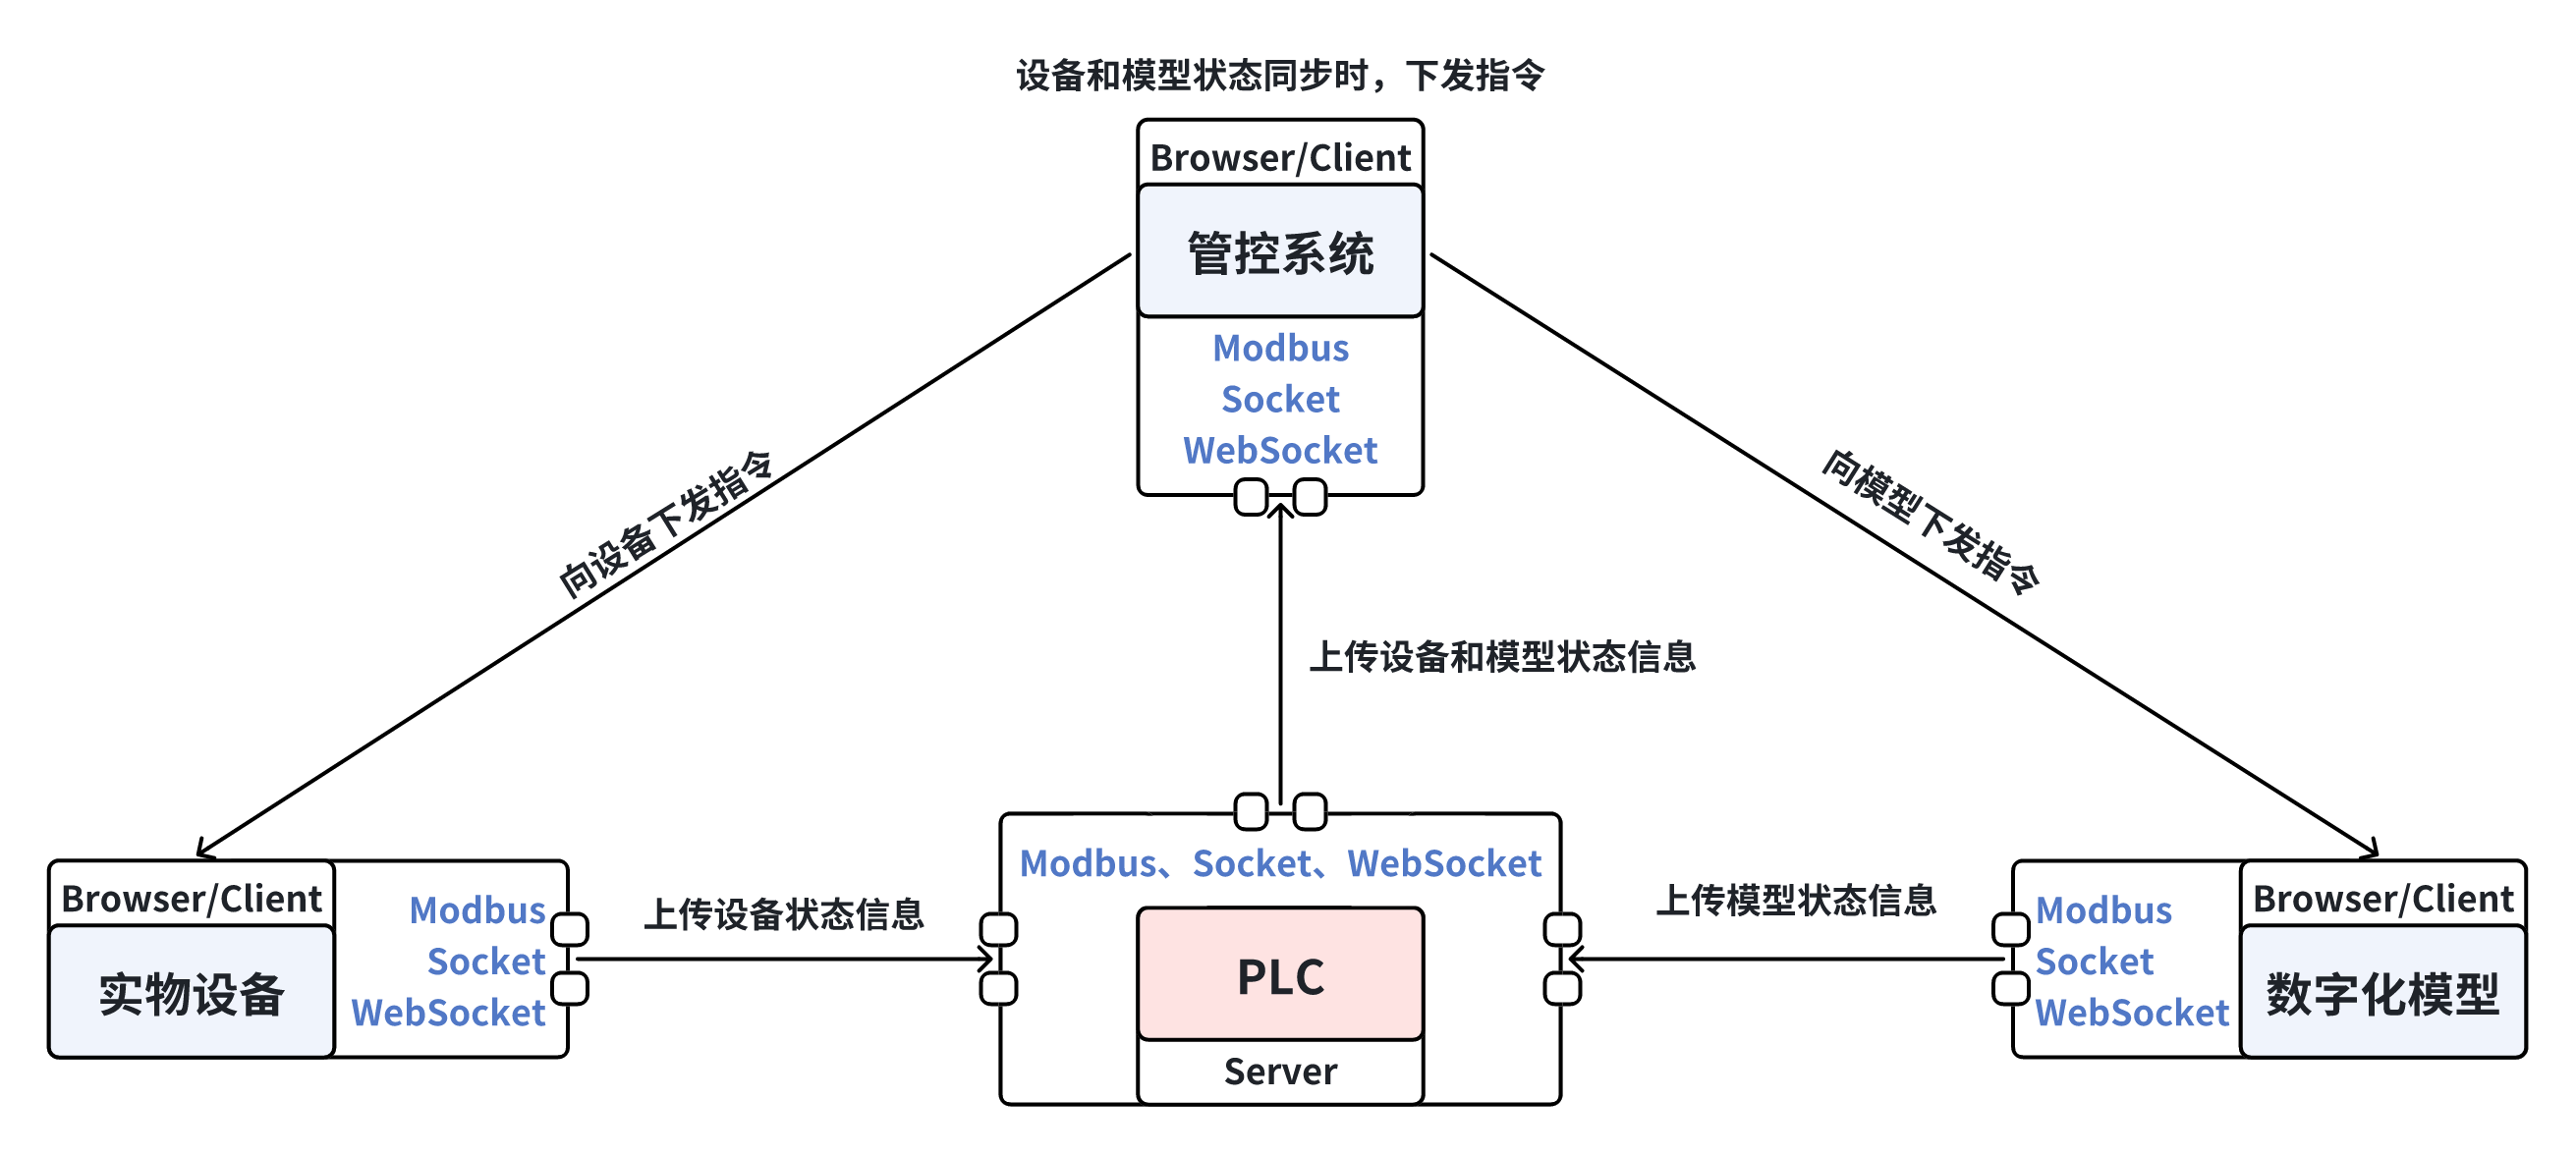 设备和模型状态同步时，下发指令
Browser/Client
管控系统
Modbus
Socket
WebSocket
向设备下发指令
向模型下发指令
上传设备和模型状态信息
Browser/Client
实物设备
Modbus
Socket
WebSocket
上传设备状态信息
Modbus、Socket、WebSocket
PLC
Server
上传模型状态信息
Modbus
Socket
WebSocket
Browser/Client
数字化模型